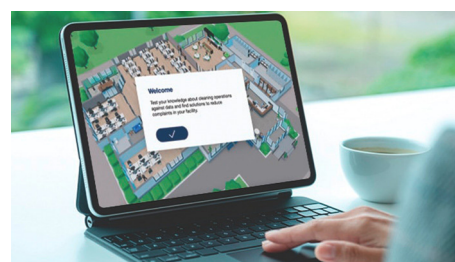 Welcome
Test your knowledge about cleaning operations
against data and find solutions to reduce
complaints in your facility.